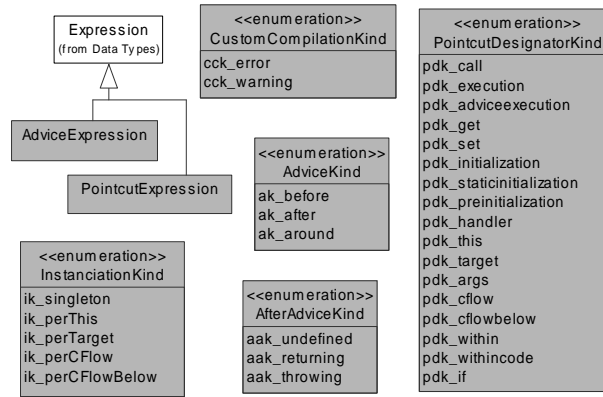 Expression
(from Data Types)
AdviceExpression
PointcutExpression
<<enumeration>>
CustomCompilationKind
cck_error
cck_warning
<<enumeration>>
AdviceKind
ak_before
ak_after
ak_around
<<enumeration>>
InstanciationKind
ik_singleton
ik_perThis
ik_perTarget
ik_perCFlow
ik_perCFlowBelow
<<enumeration>>
AfterAdviceKind
aak_undefined
aak_returning
aak_throwing
<<enumeration>>
PointcutDesignatorKind
pdk_call
pdk_execution
pdk_adviceexecution
pdk_get
pdk_set
pdk_initialization
pdk_staticinitialization
pdk_preinitialization
pdk_handler
pdk_this
pdk_target
pdk_args
pdk_cflow
pdk_cflowbelow
pdk_within
pdk_withincode
pdk_if